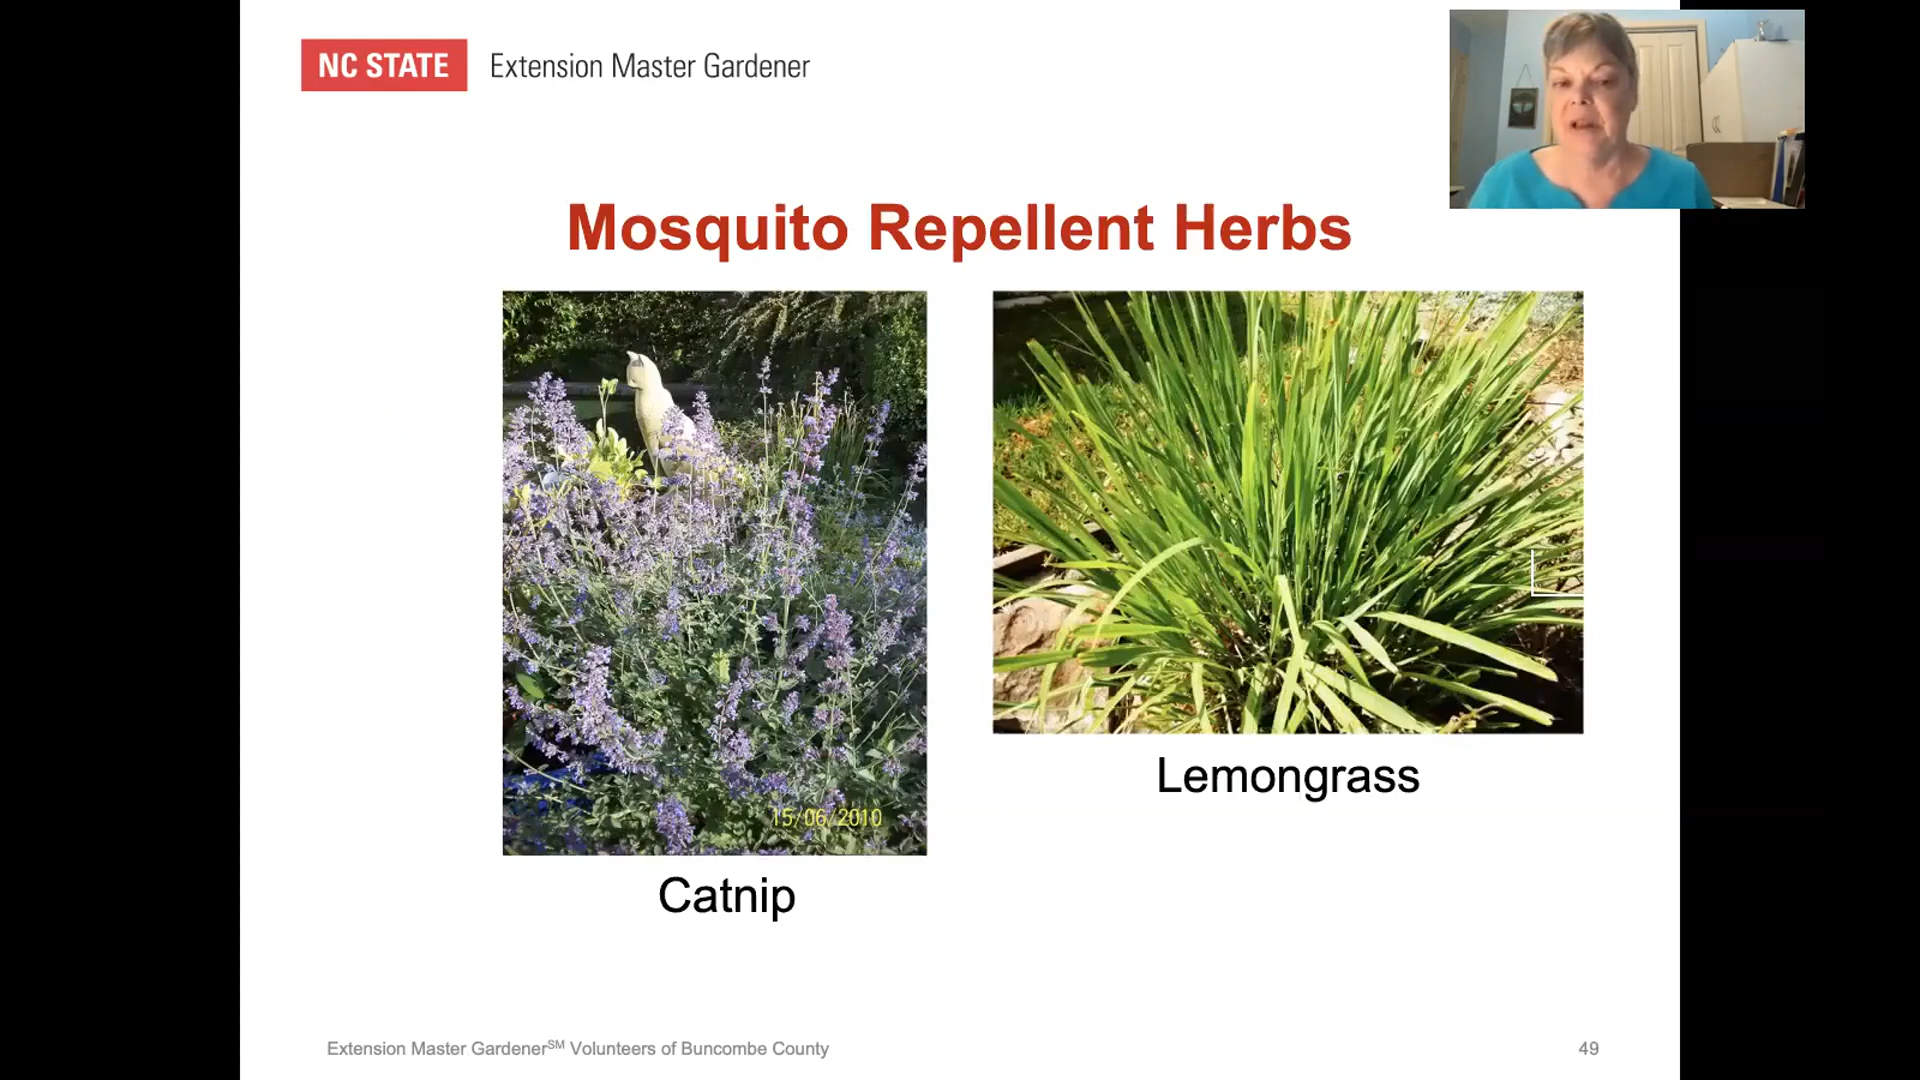 NC STATE Extension Master Gardener
Mosquito Repellent Herbs
15/06/2010
Lemongrass
Catnip
Extension Master Gardener℠ Volunteers of Buncombe County
49